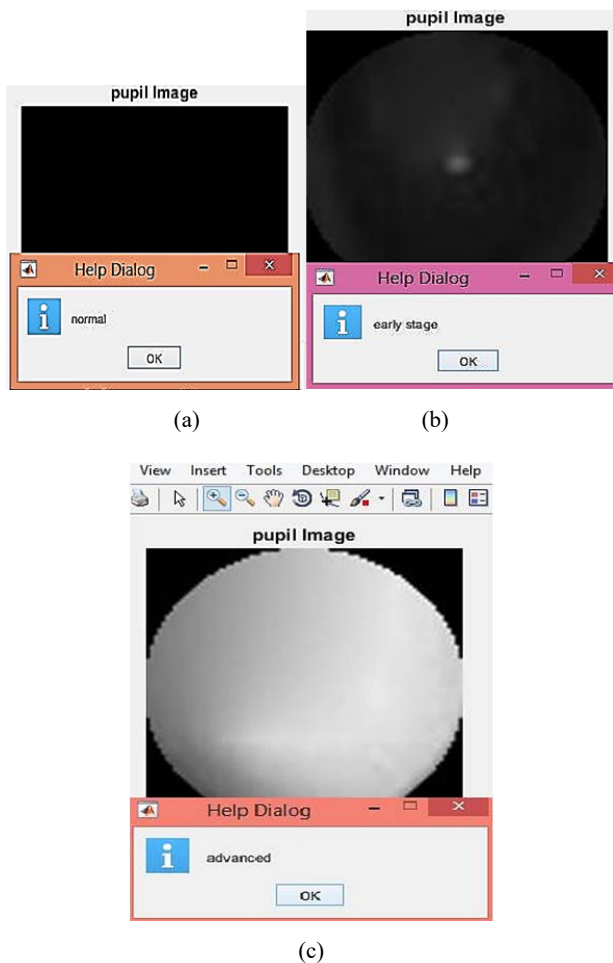 pupil Image
Help Dialog
normal
OK
(a)
pupil Image
Help Dialog
early stage
OK
(b)
View Insert Tools Desktop Window Help
pupil Image
Help Dialog
advanced
OK
(c)